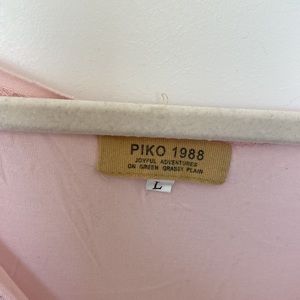 PIKO 1988
JOYFUL ADVENTURES
ON GREEN GRASSY PLAIN
L